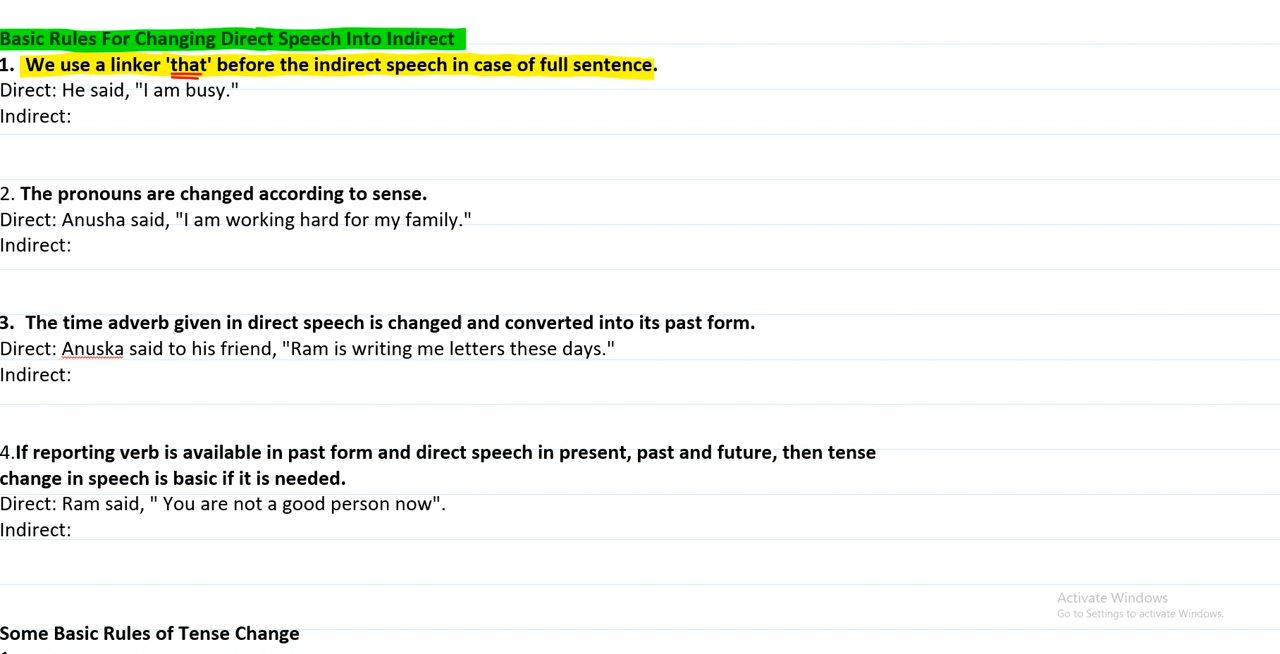 Basic Rules For Changing Direct Speech Into Indirect
1. We use a linker 'that' before the indirect speech in case of full sentence.
Direct: He said, "I am busy."
Indirect:
2. The pronouns are changed according to sense.
Direct: Anusha said, "I am working hard for my family."
Indirect:
3. The time adverb given in direct speech is changed and converted into its past form.
Direct: Anuska said to his friend, "Ram is writing me letters these days."
Indirect:
4.If reporting verb is available in past form and direct speech in present, past and future, then tense
change in speech is basic if it is needed.
Direct: Ram said, " You are not a good person now".
Indirect:
Activate Windows
Go to Settings to activate Windows.
Some Basic Rules of Tense Change